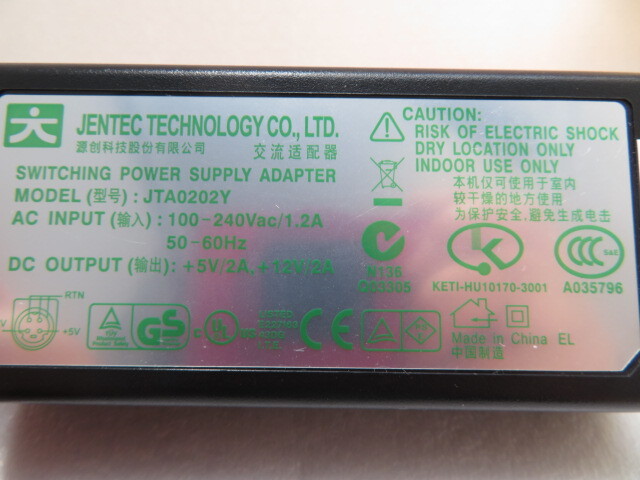 JENTEC TECHNOLOGY CO., LTD.
源创科技股份有限公司 交流适配器
SWITCHING POWER SUPPLY ADAPTER
MODEL (型号) : JTA0202Y
AC INPUT (输入) : 100-240Vac/1.2A
50-60Hz
DC OUTPUT (输出): +5V/2A, +12V/2A
RTN
+5V
GS
c UL US
CE
CAUTION:
RISK OF ELECTRIC SHOCK
DRY LOCATION ONLY
INDOOR USE ONLY
本机仅可使用于室内
较干燥的地方使用
为保护安全.避免生成电击
N136
KETI-HU10170-3001
CCC S&E
A035796
Made in China EL
中国制造